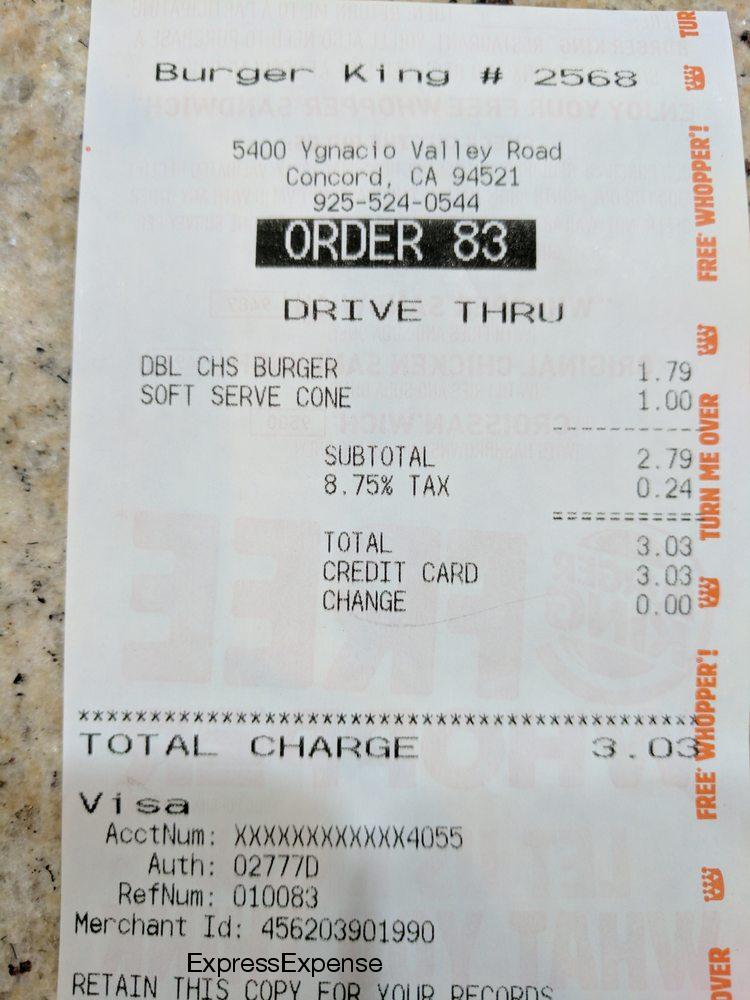 Burger King # 2568
5400 Ygnacio Valley Road
Concord, CA 94521
925-524-0544
ORDER 83
DRIVE THRU
DBL CHS BURGER 1.79
SOFT SERVE CONE 1.00
---------------
SUBTOTAL 2.79
8.75% TAX 0.24
===============
TOTAL 3.03
CREDIT CARD 3.03
CHANGE 0.00
********************************************
TOTAL CHARGE 3.03
Visa
AcctNum: XXXXXXXXXXXX4055
Auth: 02777D
RefNum: 010083
Merchant Id: 456203901990
ExpressExpense
RETAIN THIS COPY FOR YOUR RECORDS
TUR
FREE WHOPPER®!
TURN ME OVER
FREE WHOPPER®!
OVER